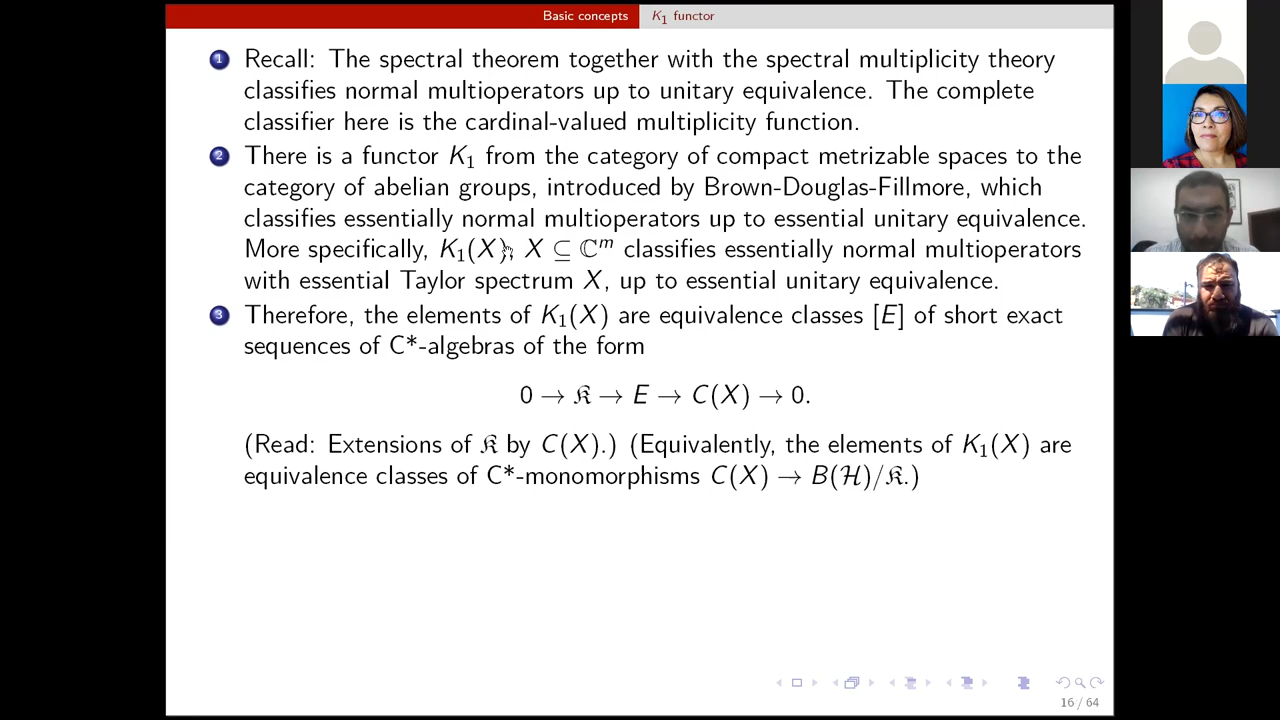 Basic concepts K₁ functor
1 Recall: The spectral theorem together with the spectral multiplicity theory
classifies normal multioperators up to unitary equivalence. The complete
classifier here is the cardinal-valued multiplicity function.
2 There is a functor K₁ from the category of compact metrizable spaces to the
category of abelian groups, introduced by Brown-Douglas-Fillmore, which
classifies essentially normal multioperators up to essential unitary equivalence.
More specifically, K₁(X), X ⊆ ℂᵐ classifies essentially normal multioperators
with essential Taylor spectrum X, up to essential unitary equivalence.
3 Therefore, the elements of K₁(X) are equivalence classes [E] of short exact
sequences of C*-algebras of the form
0 → 𝔎 → E → C(X) → 0.
(Read: Extensions of 𝔎 by C(X).) (Equivalently, the elements of K₁(X) are
equivalence classes of C*-monomorphisms C(X) → B(ℋ)/𝔎.)
16 / 64